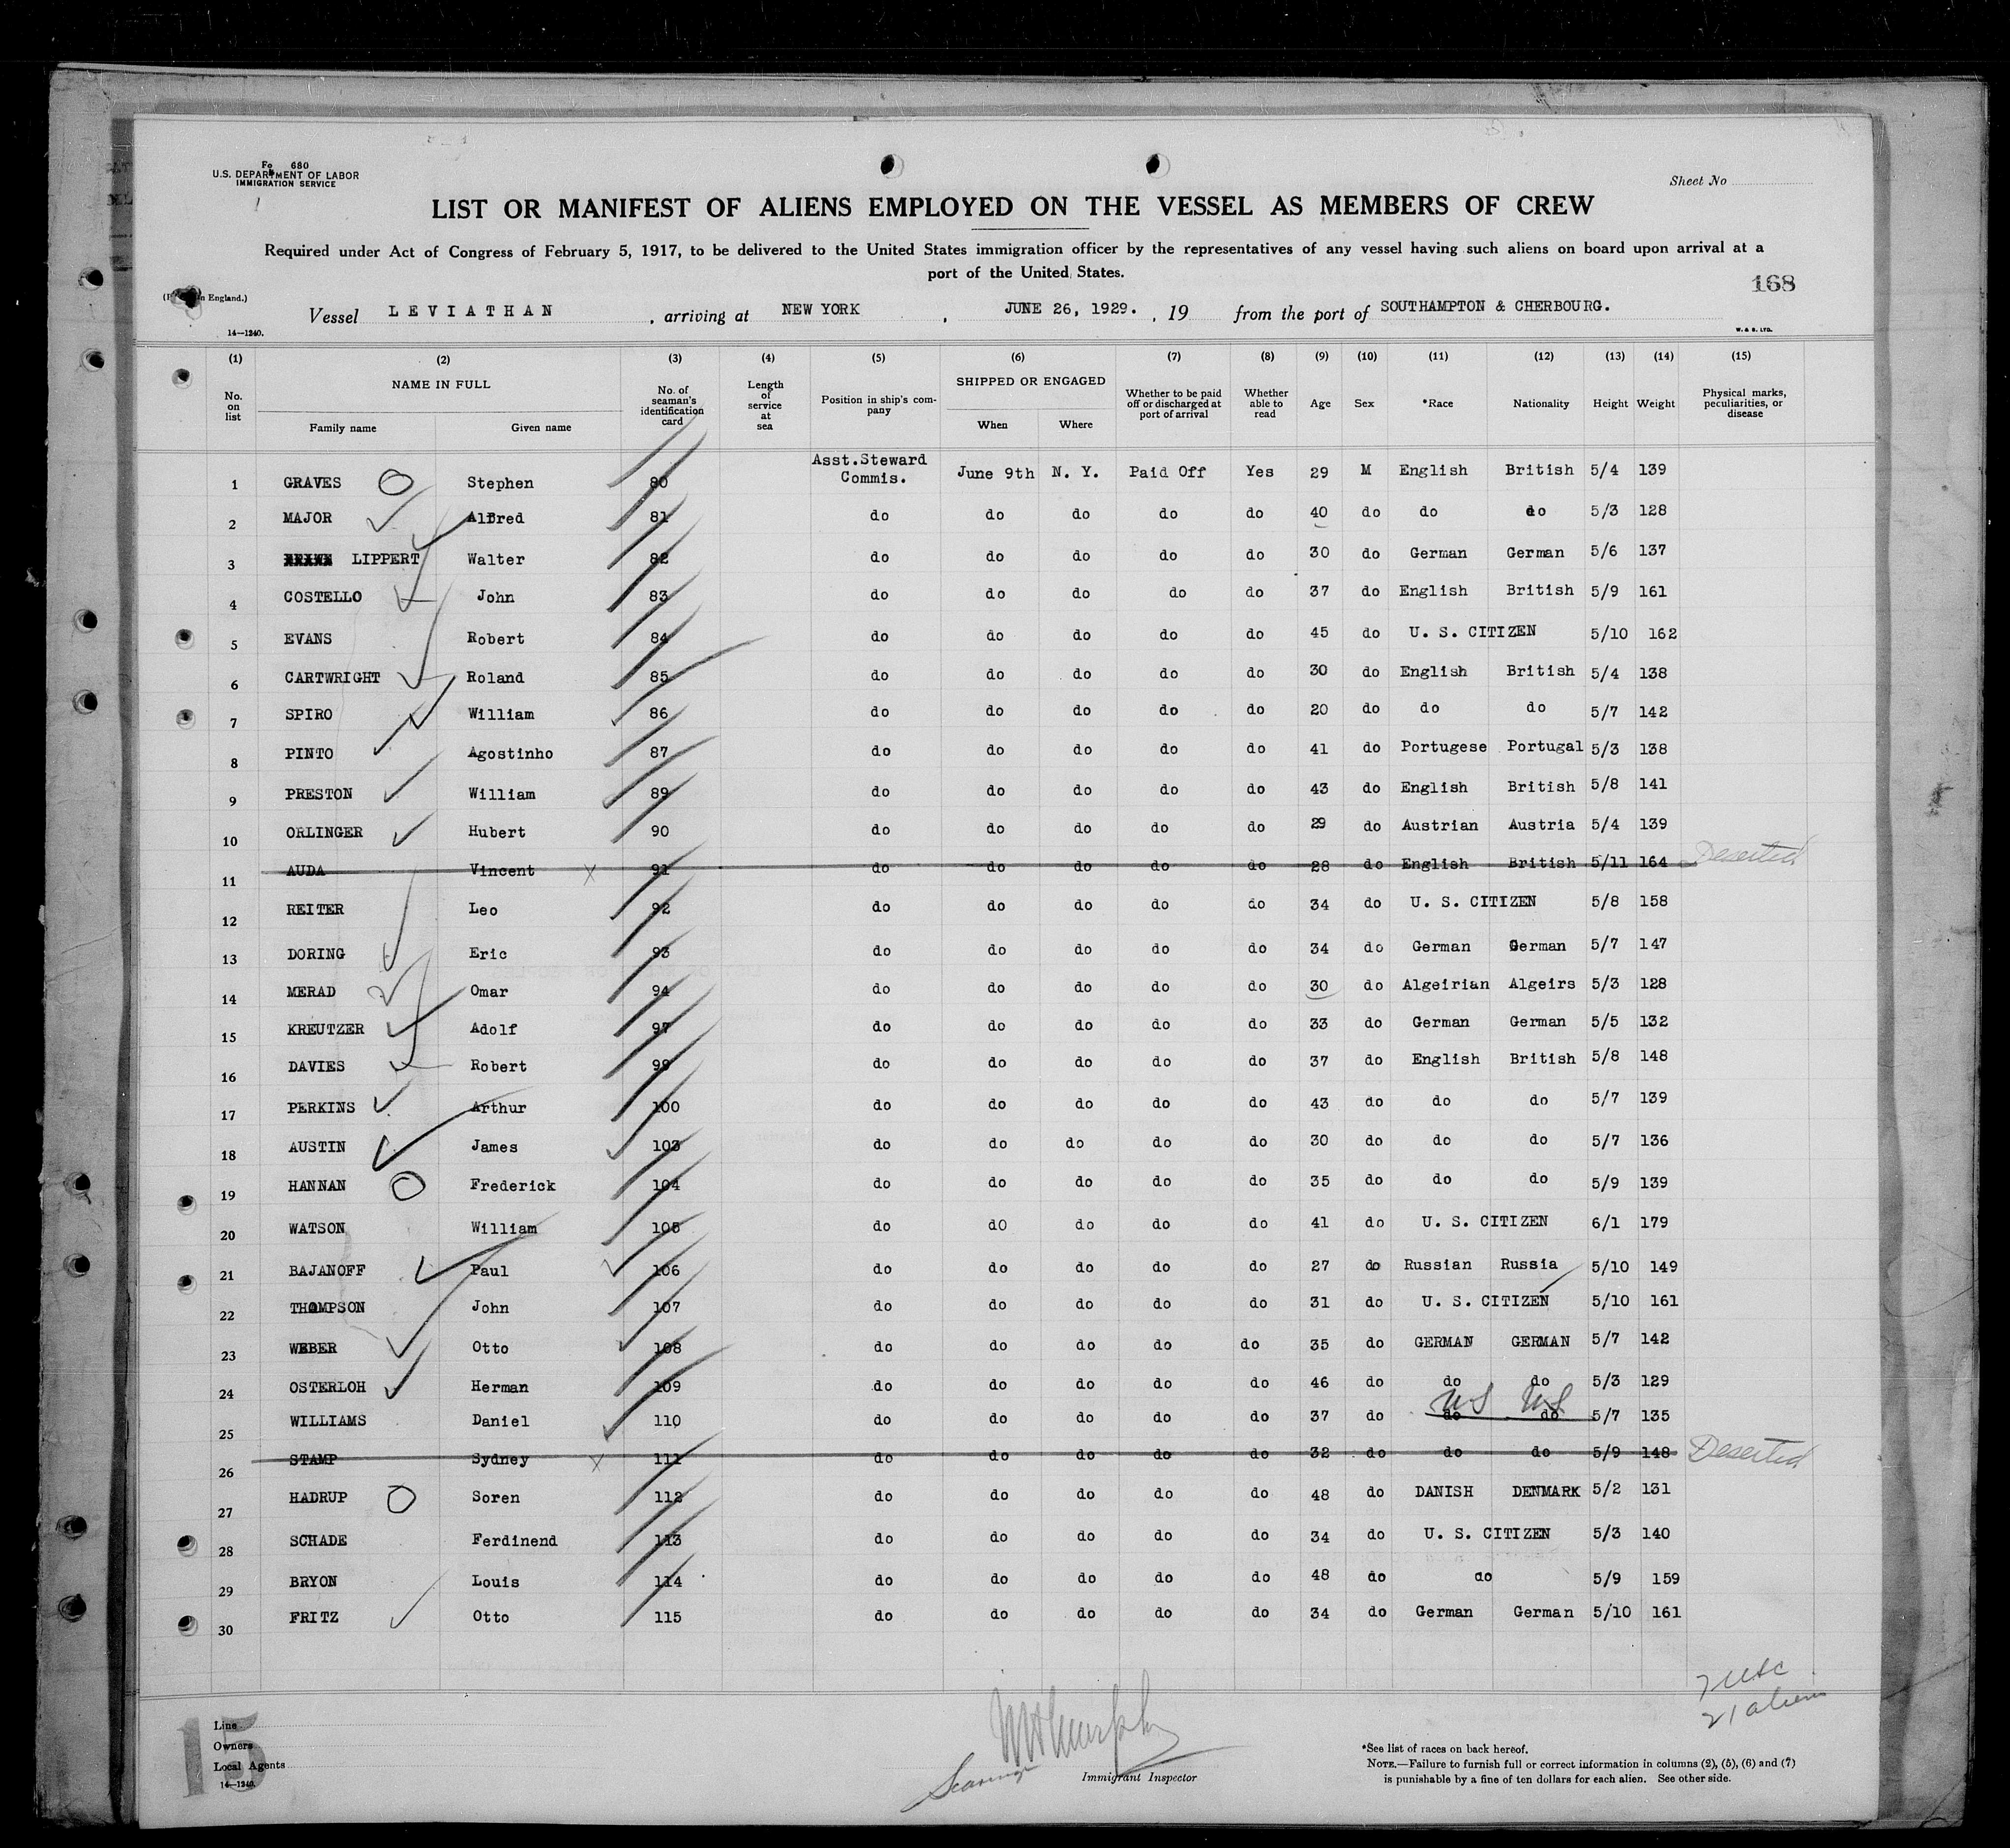 Fo 680
U.S. DEPARTMENT OF LABOR
IMMIGRATION SERVICE
Sheet No
LIST OR MANIFEST OF ALIENS EMPLOYED ON THE VESSEL AS MEMBERS OF CREW
Required under Act of Congress of February 5, 1917, to be delivered to the United States immigration officer by the representatives of any vessel having such aliens on board upon arrival at a
port of the United States.
168
in England.)
14—1240.
Vessel LEVIATHAN, arriving at NEW YORK, JUNE 26, 1929., 19 from the port of SOUTHAMPTON & CHERBOURG.
W. & S. LTD.
(1) (2) (3) (4) (5) (6) (7) (8) (9) (10) (11) (12) (13) (14) (15)
No. on list NAME IN FULL Family name Given name No. of seaman's identification card Length of service at sea Position in ship's company SHIPPED OR ENGAGED When Where Whether to be paid off or discharged at port of arrival Whether able to read Age Sex *Race Nationality Height Weight Physical marks, peculiarities, or disease
1 GRAVES Stephen 80 Asst.Steward Commis. June 9th N. Y. Paid Off Yes 29 M English British 5/4 139
2 MAJOR Alfred 81 do do do do do 40 do do do 5/3 128
3 LIPPERT Walter 82 do do do do do 30 do German German 5/6 137
4 COSTELLO John 83 do do do do do 37 do English British 5/9 161
5 EVANS Robert 84 do do do do do 45 do U. S. CITIZEN 5/10 162
6 CARTWRIGHT Roland 85 do do do do do 30 do English British 5/4 138
7 SPIRO William 86 do do do do do 20 do do do 5/7 142
8 PINTO Agostinho 87 do do do do do 41 do Portugese Portugal 5/3 138
9 PRESTON William 89 do do do do do 43 do English British 5/8 141
10 ORLINGER Hubert 90 do do do do do 29 do Austrian Austria 5/4 139
11 AUDA Vincent X 91 do do do do do 28 do English British 5/11 164 Deserted
12 REITER Leo 92 do do do do do 34 do U. S. CITIZEN 5/8 158
13 DORING Eric 93 do do do do do 34 do German German 5/7 147
14 MERAD Omar 94 do do do do do 30 do Algeirian Algeirs 5/3 128
15 KREUTZER Adolf 97 do do do do do 33 do German German 5/5 132
16 DAVIES Robert 99 do do do do do 37 do English British 5/8 148
17 PERKINS Arthur 100 do do do do do 43 do do do 5/7 139
18 AUSTIN James 103 do do do do do 30 do do do 5/7 136
19 HANNAN Frederick 104 do do do do do 35 do do do 5/9 139
20 WATSON William 105 do dO do do do 41 do U. S. CITIZEN 6/1 179
21 BAJANOFF Paul 106 do do do do do 27 do Russian Russia 5/10 149
22 THOMPSON John 107 do do do do do 31 do U. S. CITIZEN 5/10 161
23 WEBER Otto 108 do do do do do 35 do GERMAN GERMAN 5/7 142
24 OSTERLOH Herman 109 do do do do do 46 do do do 5/3 129
25 WILLIAMS Daniel 110 do do do do do 37 do do US do US 5/7 135
26 STAMP Sydney X 111 do do do do do 32 do do do 5/9 148 Deserted
27 HADRUP Soren 112 do do do do do 48 do DANISH DENMARK 5/2 131
28 SCHADE Ferdinend 113 do do do do do 34 do U. S. CITIZEN 5/3 140
29 BRYON Louis 114 do do do do do 48 do do 5/9 159
30 FRITZ Otto 115 do do do do do 34 do German German 5/10 161
7 USC
21 aliens
15
Line
Owners
Local Agents
14—1240.
Immigrant Inspector
*See list of races on back hereof.
NOTE.—Failure to furnish full or correct information in columns (2), (5), (6) and (7)
is punishable by a fine of ten dollars for each alien. See other side.